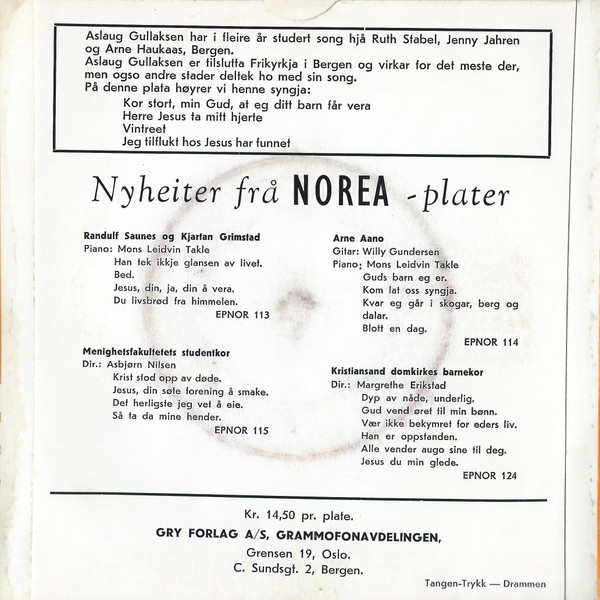 Aslaug Gullaksen har i fleire år studert song hjå Ruth Stabel, Jenny Jahren
og Arne Haukaas, Bergen.
Aslaug Gullaksen er tilslutta Frikyrkja i Bergen og virkar for det meste der,
men ogso andre stader deltek ho med sin song.
På denne plata høyrer vi henne syngja:
Kor stort, min Gud, at eg ditt barn får vera
Herre Jesus ta mitt hjerte
Vintreet
Jeg tilflukt hos Jesus har funnet
Nyheiter frå NOREA -plater
Randulf Saunes og Kjartan Grimstad
Piano: Mons Leidvin Takle
Han tek ikkje glansen av livet.
Bed.
Jesus, din, ja, din å vera.
Du livsbrød fra himmelen.
EPNOR 113
Menighetsfakultetets studentkor
Dir.: Asbjørn Nilsen
Krist stod opp av døde.
Jesus, din søte forening å smake.
Det herligste jeg vet å eie.
Så ta da mine hender.
EPNOR 115
Arne Aano
Gitar: Willy Gundersen
Piano: Mons Leidvin Takle
Guds barn eg er.
Kom lat oss syngja.
Kvar eg går i skogar, berg og
dalar.
Blott en dag.
EPNOR 114
Kristiansand domkirkes barnekor
Dir.: Margrethe Erikstad
Dyp av nåde, underlig.
Gud vend øret til min bønn.
Vær ikke bekymret for eders liv.
Han er oppstanden.
Alle vender augo sine til deg.
Jesus du min glede.
EPNOR 124
Kr. 14,50 pr. plate.
GRY FORLAG A/S, GRAMMOFONAVDELINGEN,
Grensen 19, Oslo.
C. Sundsgt. 2, Bergen.
Tangen-Trykk — Drammen